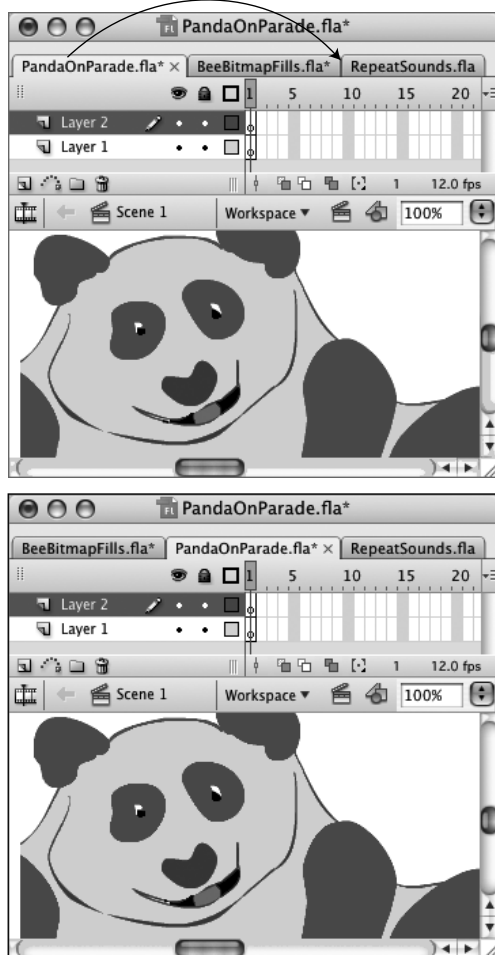 FL PandaOnParade.fla*
PandaOnParade.fla* × BeeBitmapFills.fla* RepeatSounds.fla
1 5 10 15 20
Layer 2
Layer 1
1 12.0 fps
Scene 1 Workspace ▾ 100%
FL PandaOnParade.fla*
BeeBitmapFills.fla* PandaOnParade.fla* × RepeatSounds.fla
1 5 10 15 20
Layer 2
Layer 1
1 12.0 fps
Scene 1 Workspace ▾ 100%